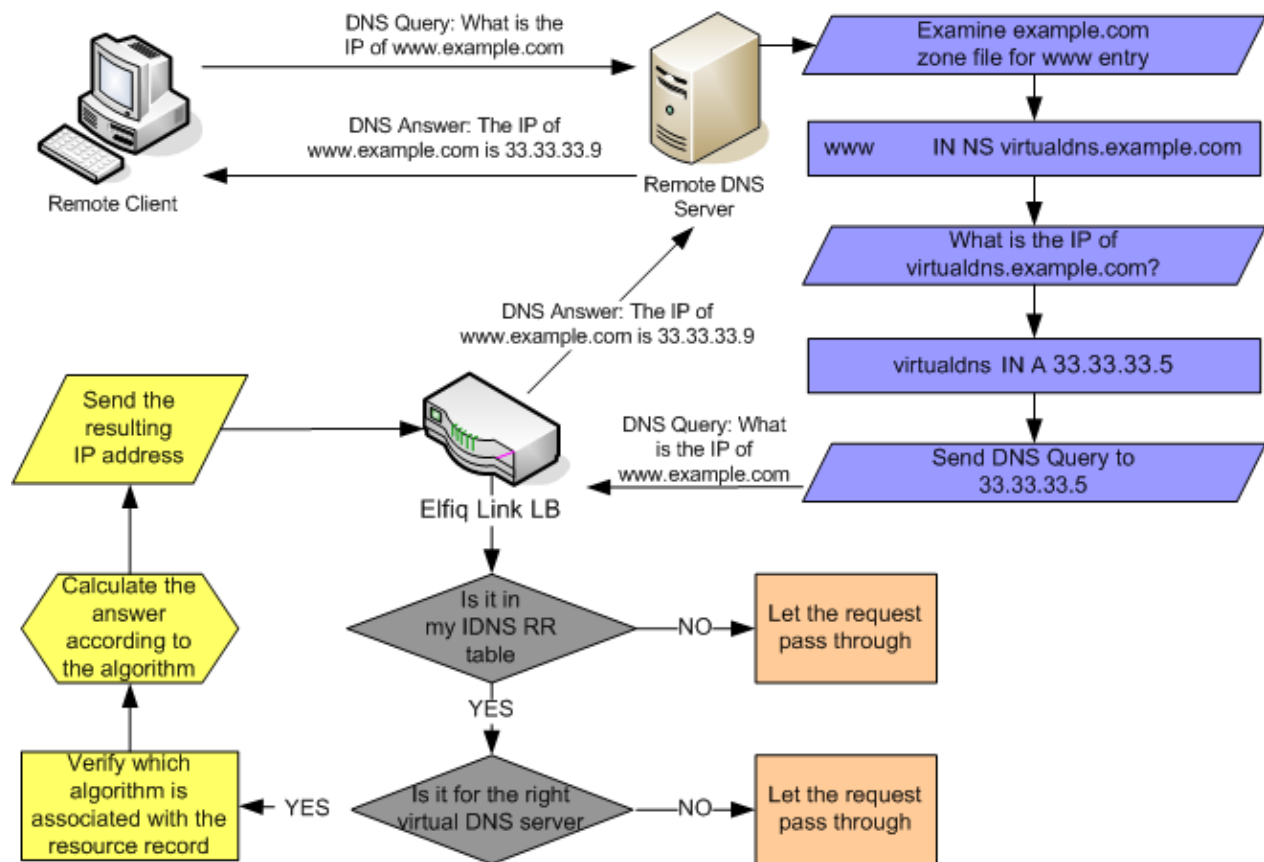 DNS Query: What is the
IP of www.example.com
DNS Answer: The IP of
www.example.com is 33.33.33.9
Remote Client
Remote DNS
Server
Examine example.com
zone file for www entry
www IN NS virtualdns.example.com
What is the IP of
virtualdns.example.com?
virtualdns IN A 33.33.33.5
Send DNS Query to
33.33.33.5
DNS Query: What
is the IP of
www.example.com
DNS Answer: The IP of
www.example.com is 33.33.33.9
Elfiq Link LB
Is it in
my IDNS RR
table
NO
Let the request
pass through
YES
Is it for the right
virtual DNS server
NO
Let the request
pass through
YES
Verify which
algorithm is
associated with the
resource record
Calculate the
answer
according to
the algorithm
Send the
resulting
IP address